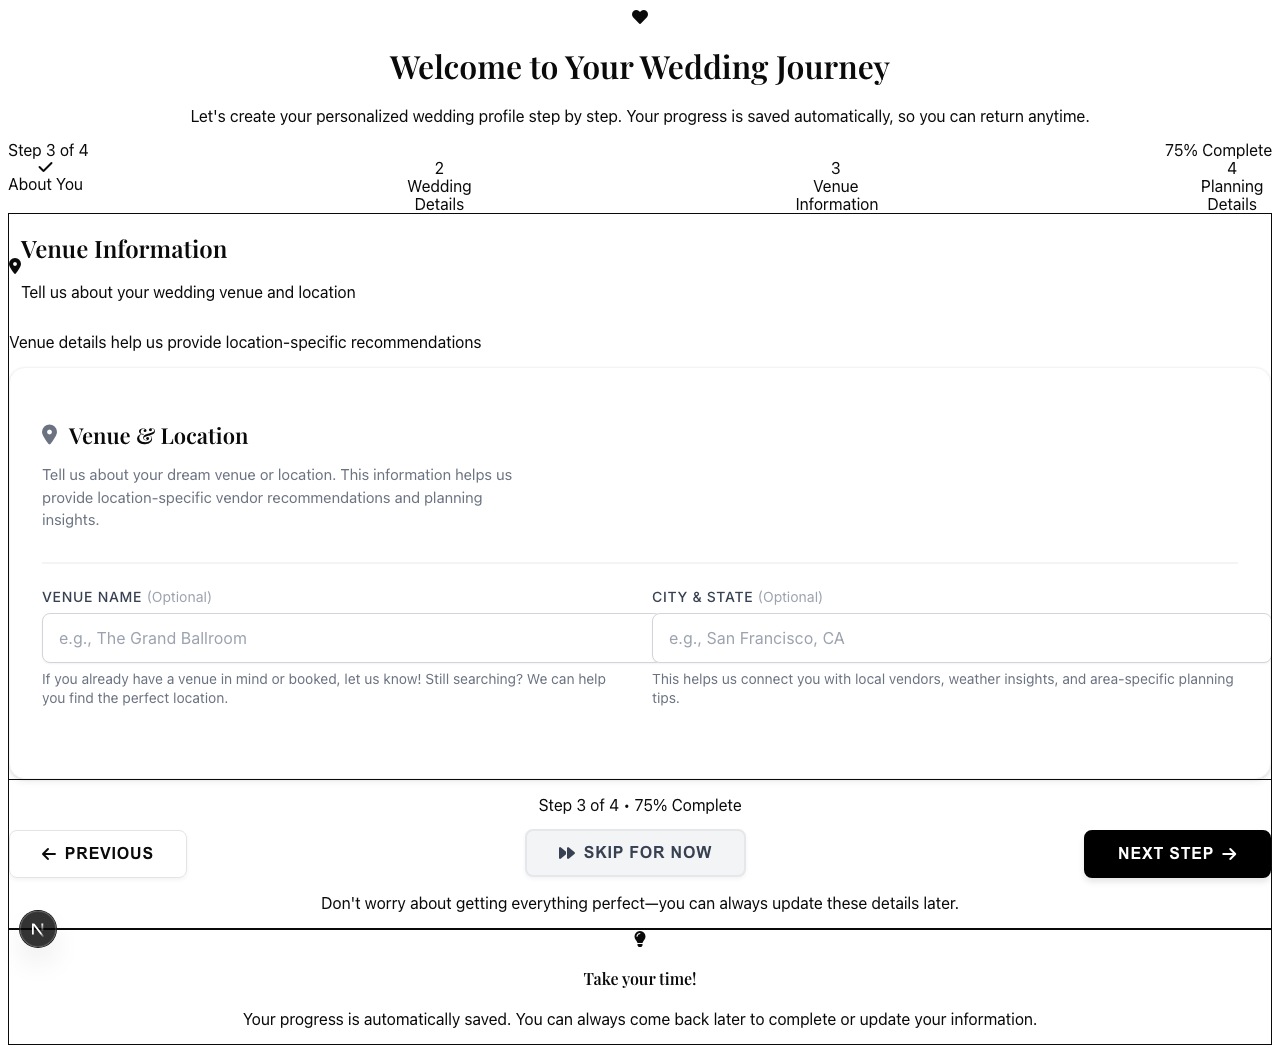 Welcome to Your Wedding Journey
Let's create your personalized wedding profile step by step. Your progress is saved automatically, so you can return anytime.
Step 3 of 4
75% Complete
About You
2
Wedding
Details
3
Venue
Information
4
Planning
Details
Venue Information
Tell us about your wedding venue and location
Venue details help us provide location-specific recommendations
Venue & Location
Tell us about your dream venue or location. This information helps us
provide location-specific vendor recommendations and planning
insights.
VENUE NAME (Optional)
e.g., The Grand Ballroom
If you already have a venue in mind or booked, let us know! Still searching? We can help
you find the perfect location.
CITY & STATE (Optional)
e.g., San Francisco, CA
This helps us connect you with local vendors, weather insights, and area-specific planning
tips.
Step 3 of 4 • 75% Complete
PREVIOUS
SKIP FOR NOW
NEXT STEP
Don't worry about getting everything perfect—you can always update these details later.
N
Take your time!
Your progress is automatically saved. You can always come back later to complete or update your information.